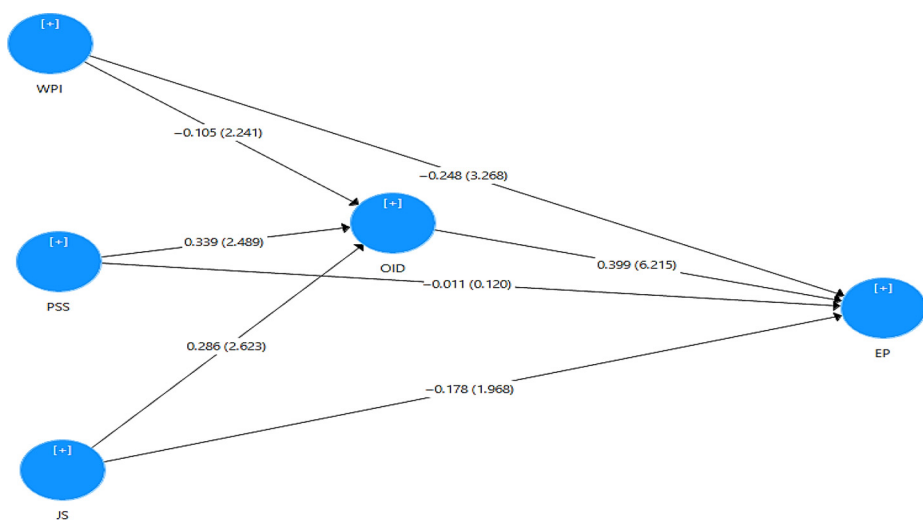 [+]
WPI
−0.105 (2.241)
−0.248 (3.268)
[+]
OID
0.339 (2.489)
[+]
PSS
0.399 (6.215)
−0.011 (0.120)
[+]
EP
0.286 (2.623)
−0.178 (1.968)
[+]
JS